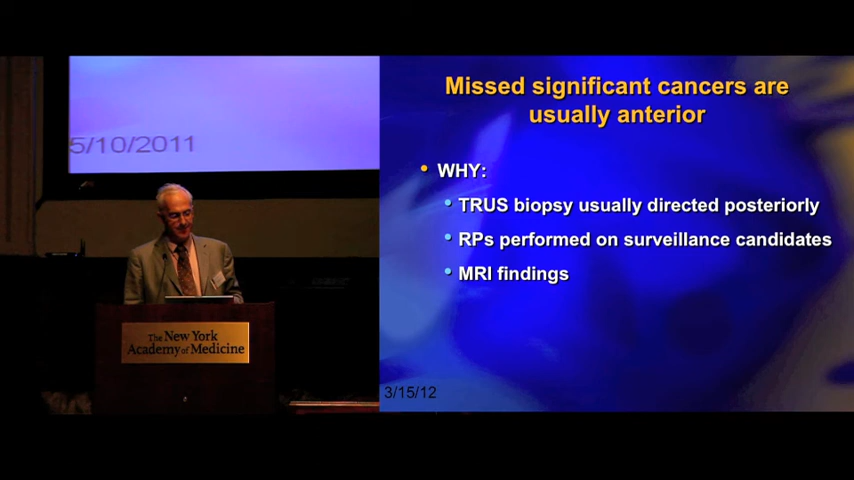 5/10/2011
The New York
Academy of Medicine
Missed significant cancers are
usually anterior
• WHY:
• TRUS biopsy usually directed posteriorly
• RPs performed on surveillance candidates
• MRI findings
3/15/12